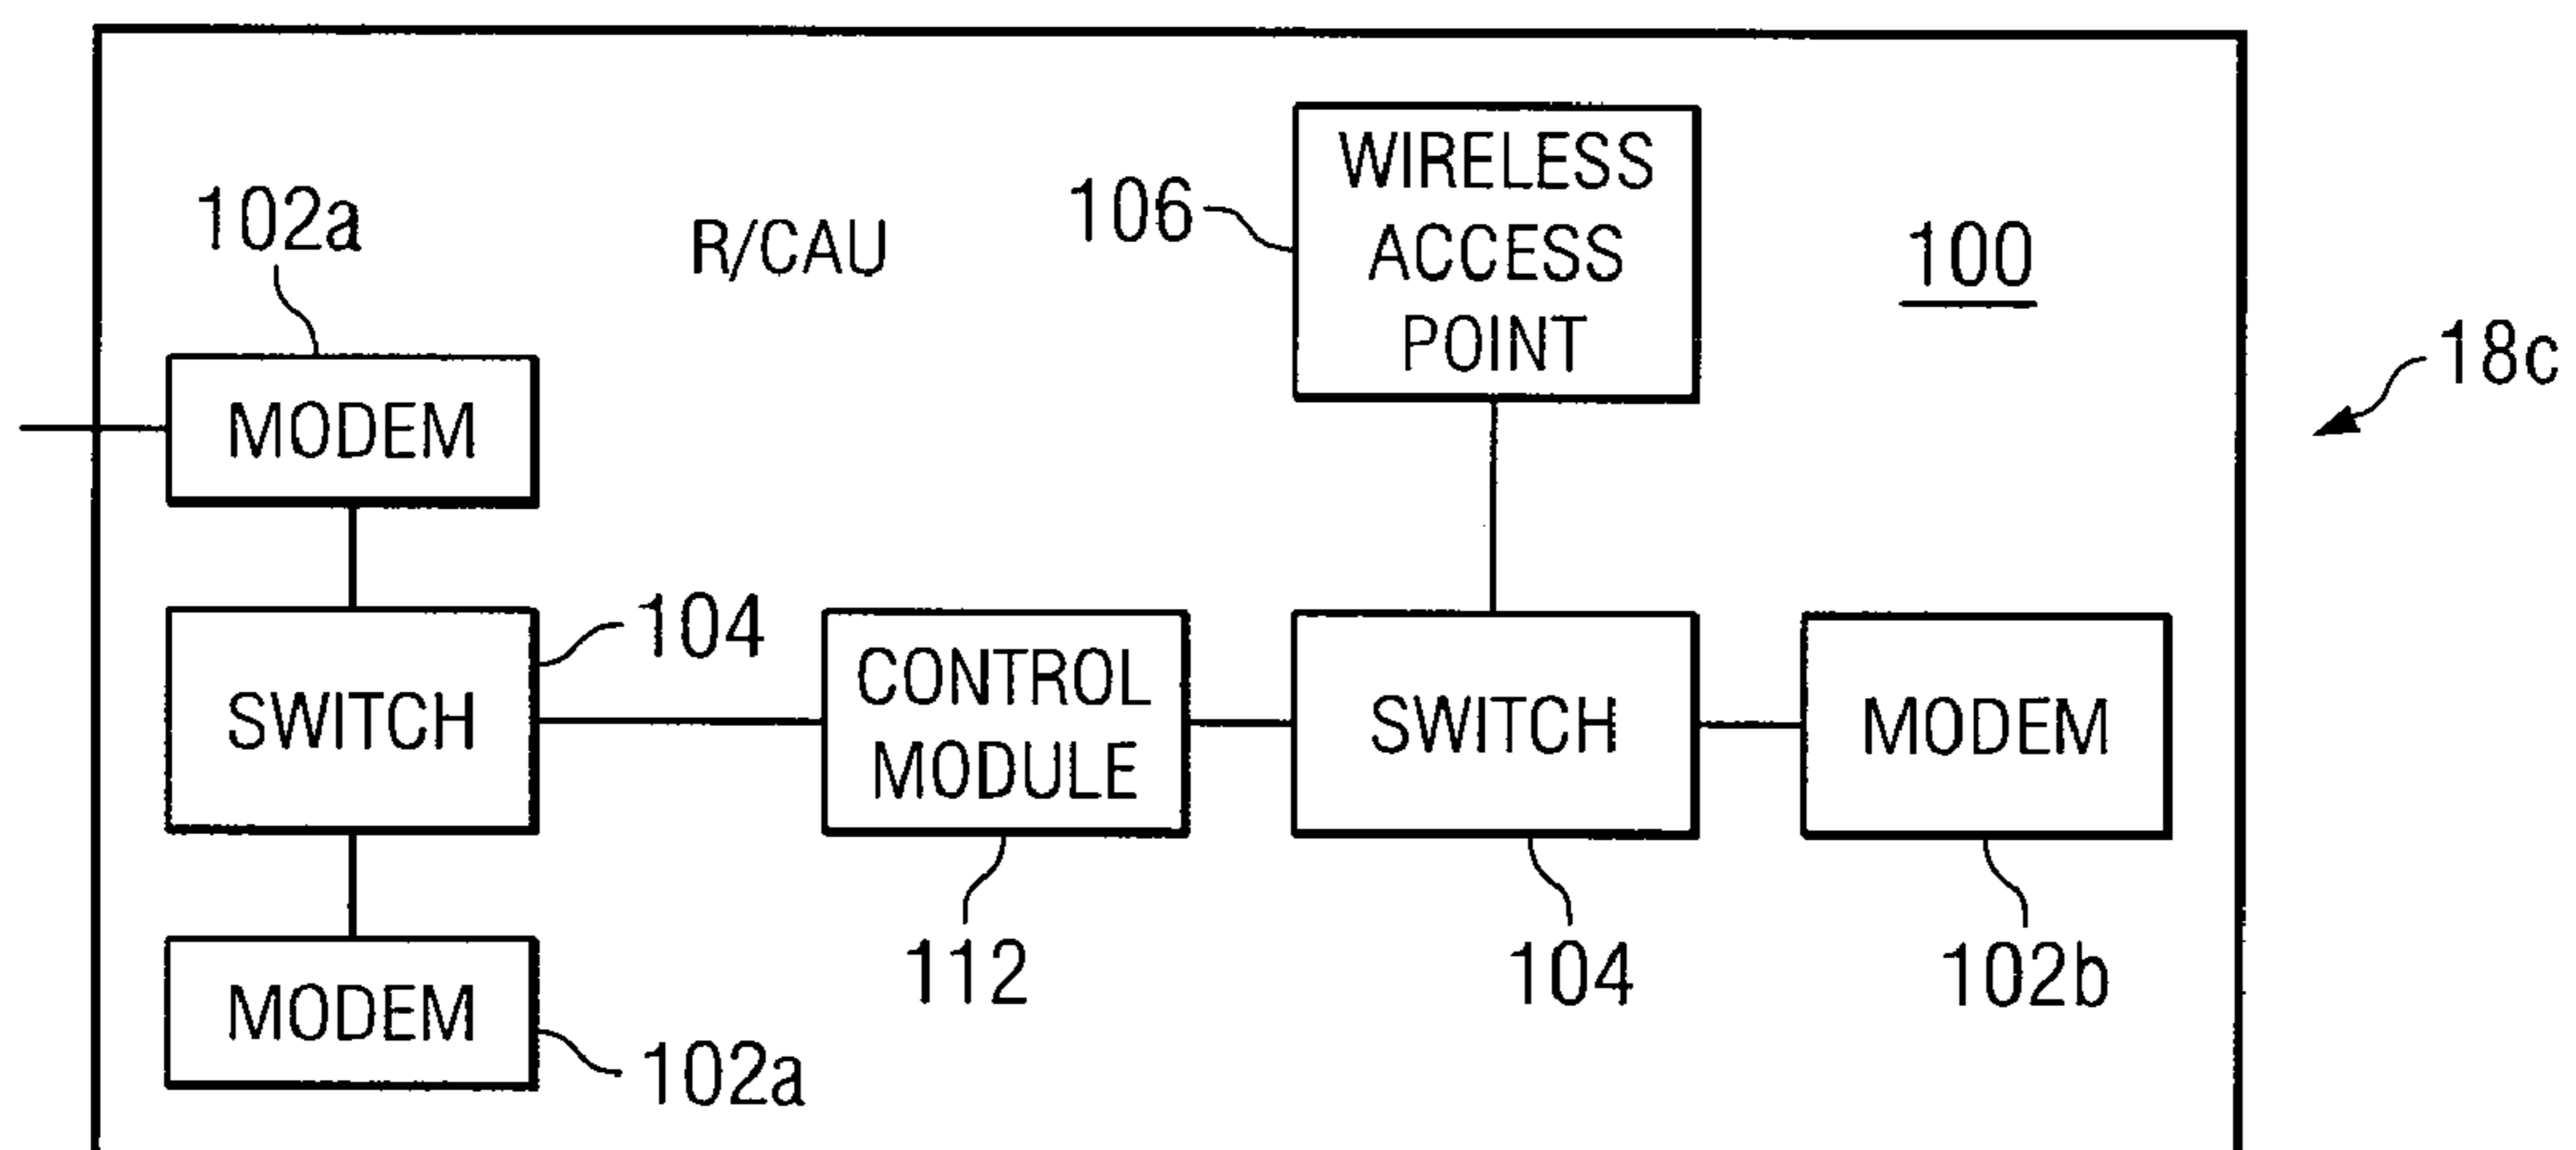 WIRELESS
ACCESS
POINT
106
100
102a
R/CAU
18c
MODEM
SWITCH
104
CONTROL
MODULE
SWITCH
MODEM
112
104
102b
MODEM
102a